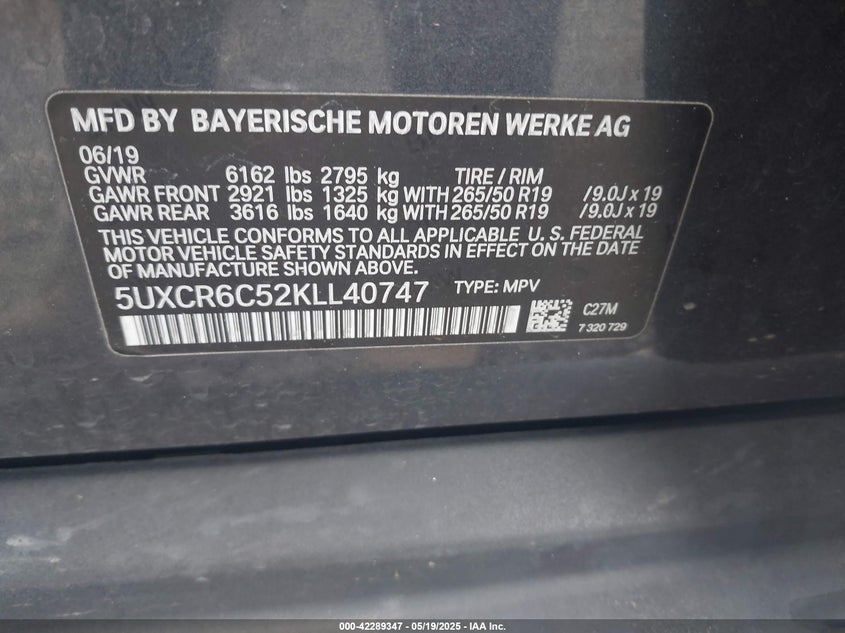 MFD BY BAYERISCHE MOTOREN WERKE AG
06/19
GVWR 6162 lbs 2795 kg TIRE / RIM
GAWR FRONT 2921 lbs 1325 kg WITH 265/50 R19 /9.0J x 19
GAWR REAR 3616 lbs 1640 kg WITH 265/50 R19 /9.0J x 19
THIS VEHICLE CONFORMS TO ALL APPLICABLE U. S. FEDERAL
MOTOR VEHICLE SAFETY STANDARDS IN EFFECT ON THE DATE
OF MANUFACTURE SHOWN ABOVE.
5UXCR6C52KLL40747 TYPE: MPV
C27M
7 320 729
000-42289347 - 05/19/2025 - IAA Inc.